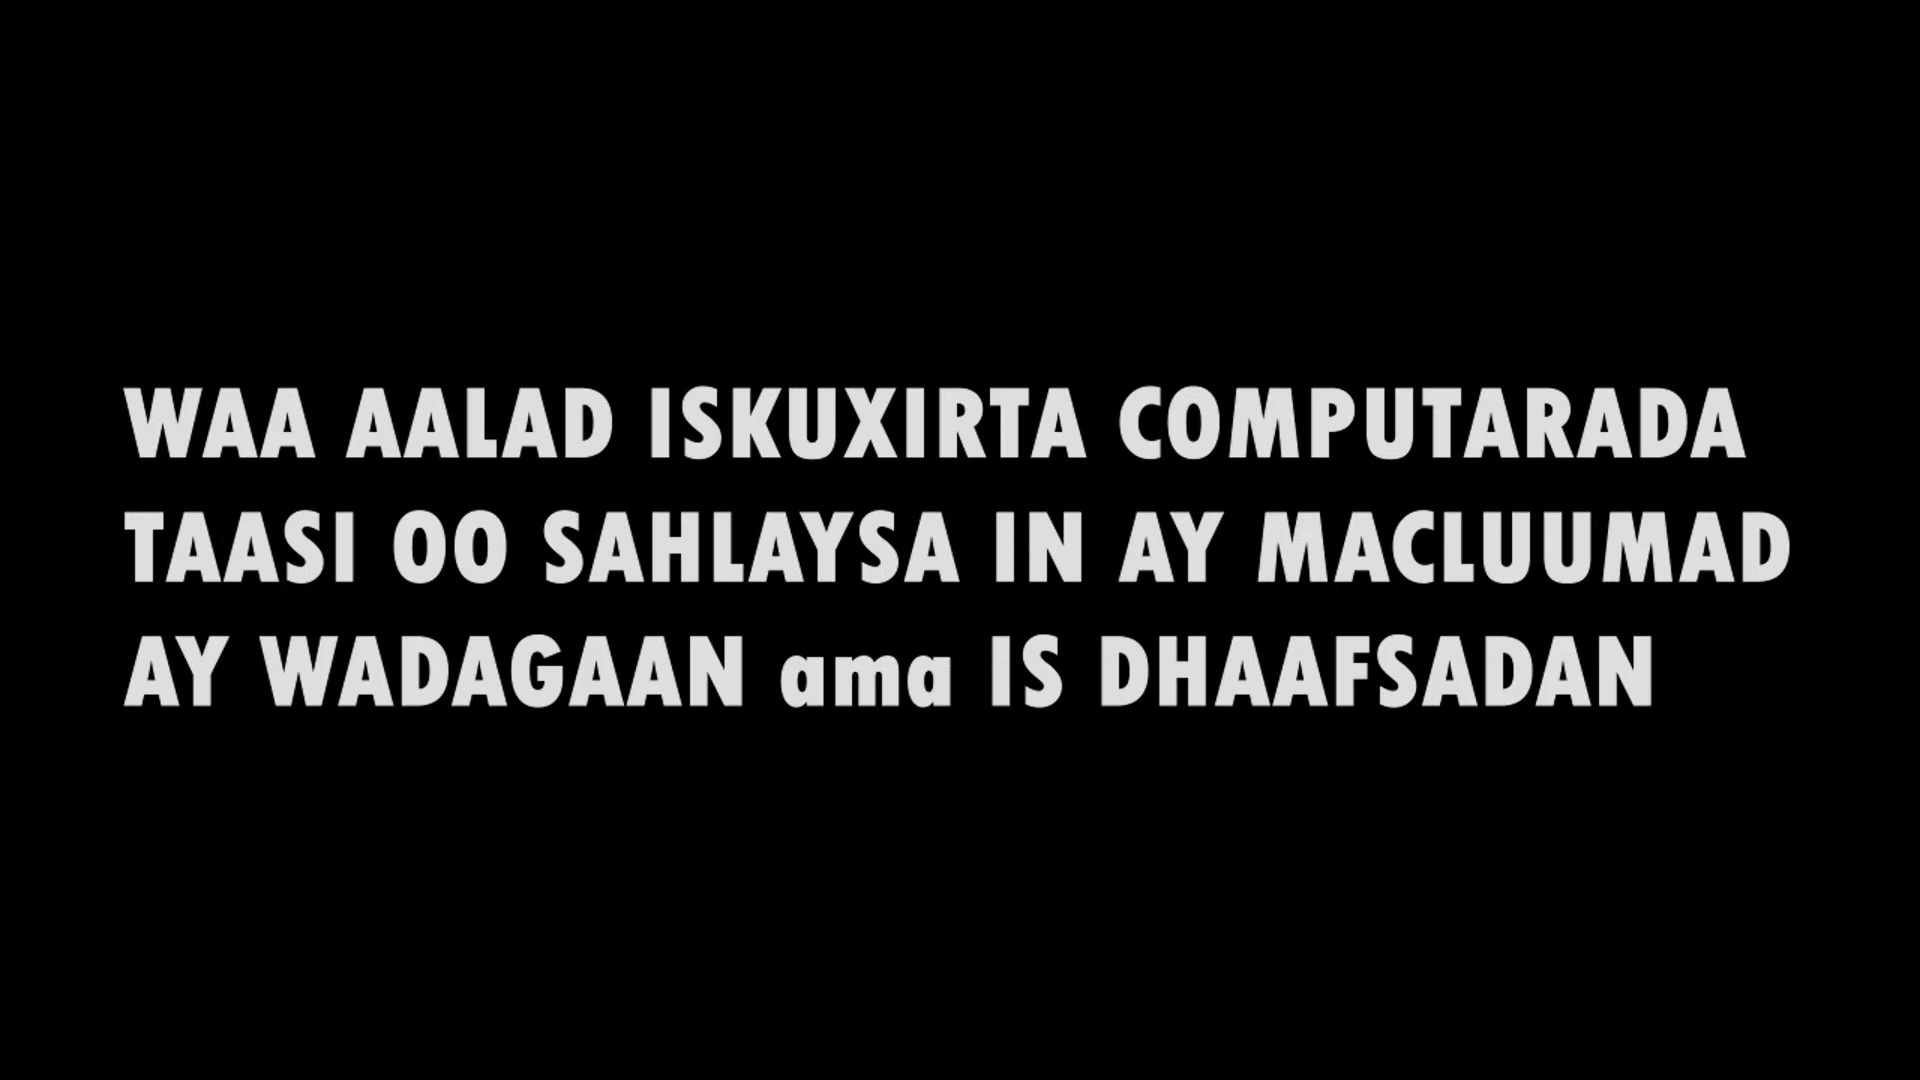 WAA AALAD ISKUXIRTA COMPUTARADA
TAASI OO SAHLAYSA IN AY MACLUUMAD
AY WADAGAAN ama IS DHAAFSADAN